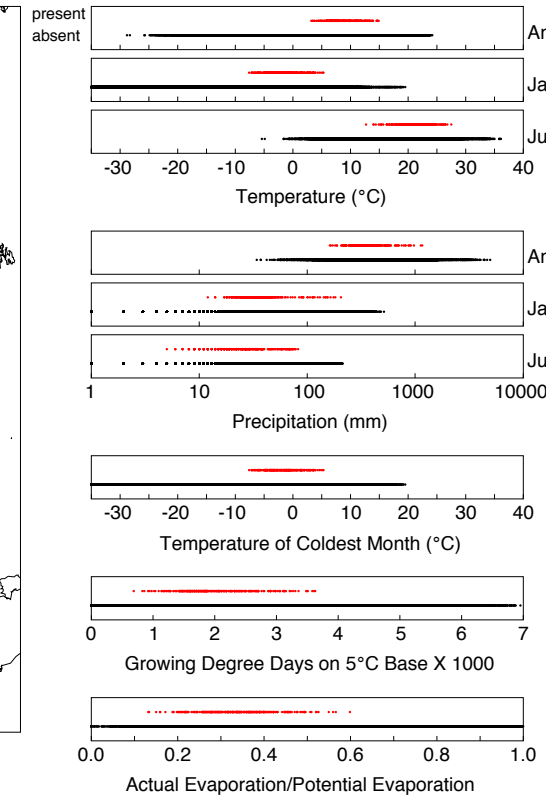 present
absent
An
Ja
Ju
-30 -20 -10 0 10 20 30 40
Temperature (°C)
An
Ja
Ju
1 10 100 1000 10000
Precipitation (mm)
-30 -20 -10 0 10 20 30 40
Temperature of Coldest Month (°C)
0 1 2 3 4 5 6 7
Growing Degree Days on 5°C Base X 1000
0.0 0.2 0.4 0.6 0.8 1.0
Actual Evaporation/Potential Evaporation